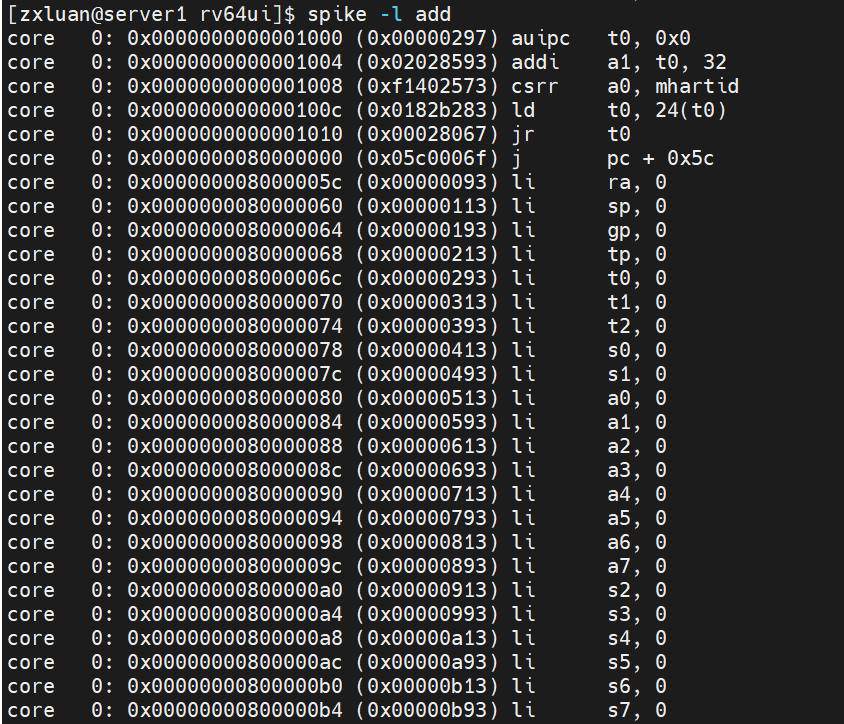 [zxluan@server1 rv64ui]$ spike -l add
core   0: 0x0000000000001000 (0x00000297) auipc   t0, 0x0
core   0: 0x0000000000001004 (0x02028593) addi    a1, t0, 32
core   0: 0x0000000000001008 (0xf1402573) csrr    a0, mhartid
core   0: 0x000000000000100c (0x0182b283) ld      t0, 24(t0)
core   0: 0x0000000000001010 (0x00028067) jr      t0
core   0: 0x0000000080000000 (0x05c0006f) j       pc + 0x5c
core   0: 0x000000008000005c (0x00000093) li      ra, 0
core   0: 0x0000000080000060 (0x00000113) li      sp, 0
core   0: 0x0000000080000064 (0x00000193) li      gp, 0
core   0: 0x0000000080000068 (0x00000213) li      tp, 0
core   0: 0x000000008000006c (0x00000293) li      t0, 0
core   0: 0x0000000080000070 (0x00000313) li      t1, 0
core   0: 0x0000000080000074 (0x00000393) li      t2, 0
core   0: 0x0000000080000078 (0x00000413) li      s0, 0
core   0: 0x000000008000007c (0x00000493) li      s1, 0
core   0: 0x0000000080000080 (0x00000513) li      a0, 0
core   0: 0x0000000080000084 (0x00000593) li      a1, 0
core   0: 0x0000000080000088 (0x00000613) li      a2, 0
core   0: 0x000000008000008c (0x00000693) li      a3, 0
core   0: 0x0000000080000090 (0x00000713) li      a4, 0
core   0: 0x0000000080000094 (0x00000793) li      a5, 0
core   0: 0x0000000080000098 (0x00000813) li      a6, 0
core   0: 0x000000008000009c (0x00000893) li      a7, 0
core   0: 0x00000000800000a0 (0x00000913) li      s2, 0
core   0: 0x00000000800000a4 (0x00000993) li      s3, 0
core   0: 0x00000000800000a8 (0x00000a13) li      s4, 0
core   0: 0x00000000800000ac (0x00000a93) li      s5, 0
core   0: 0x00000000800000b0 (0x00000b13) li      s6, 0
core   0: 0x00000000800000b4 (0x00000b93) li      s7, 0